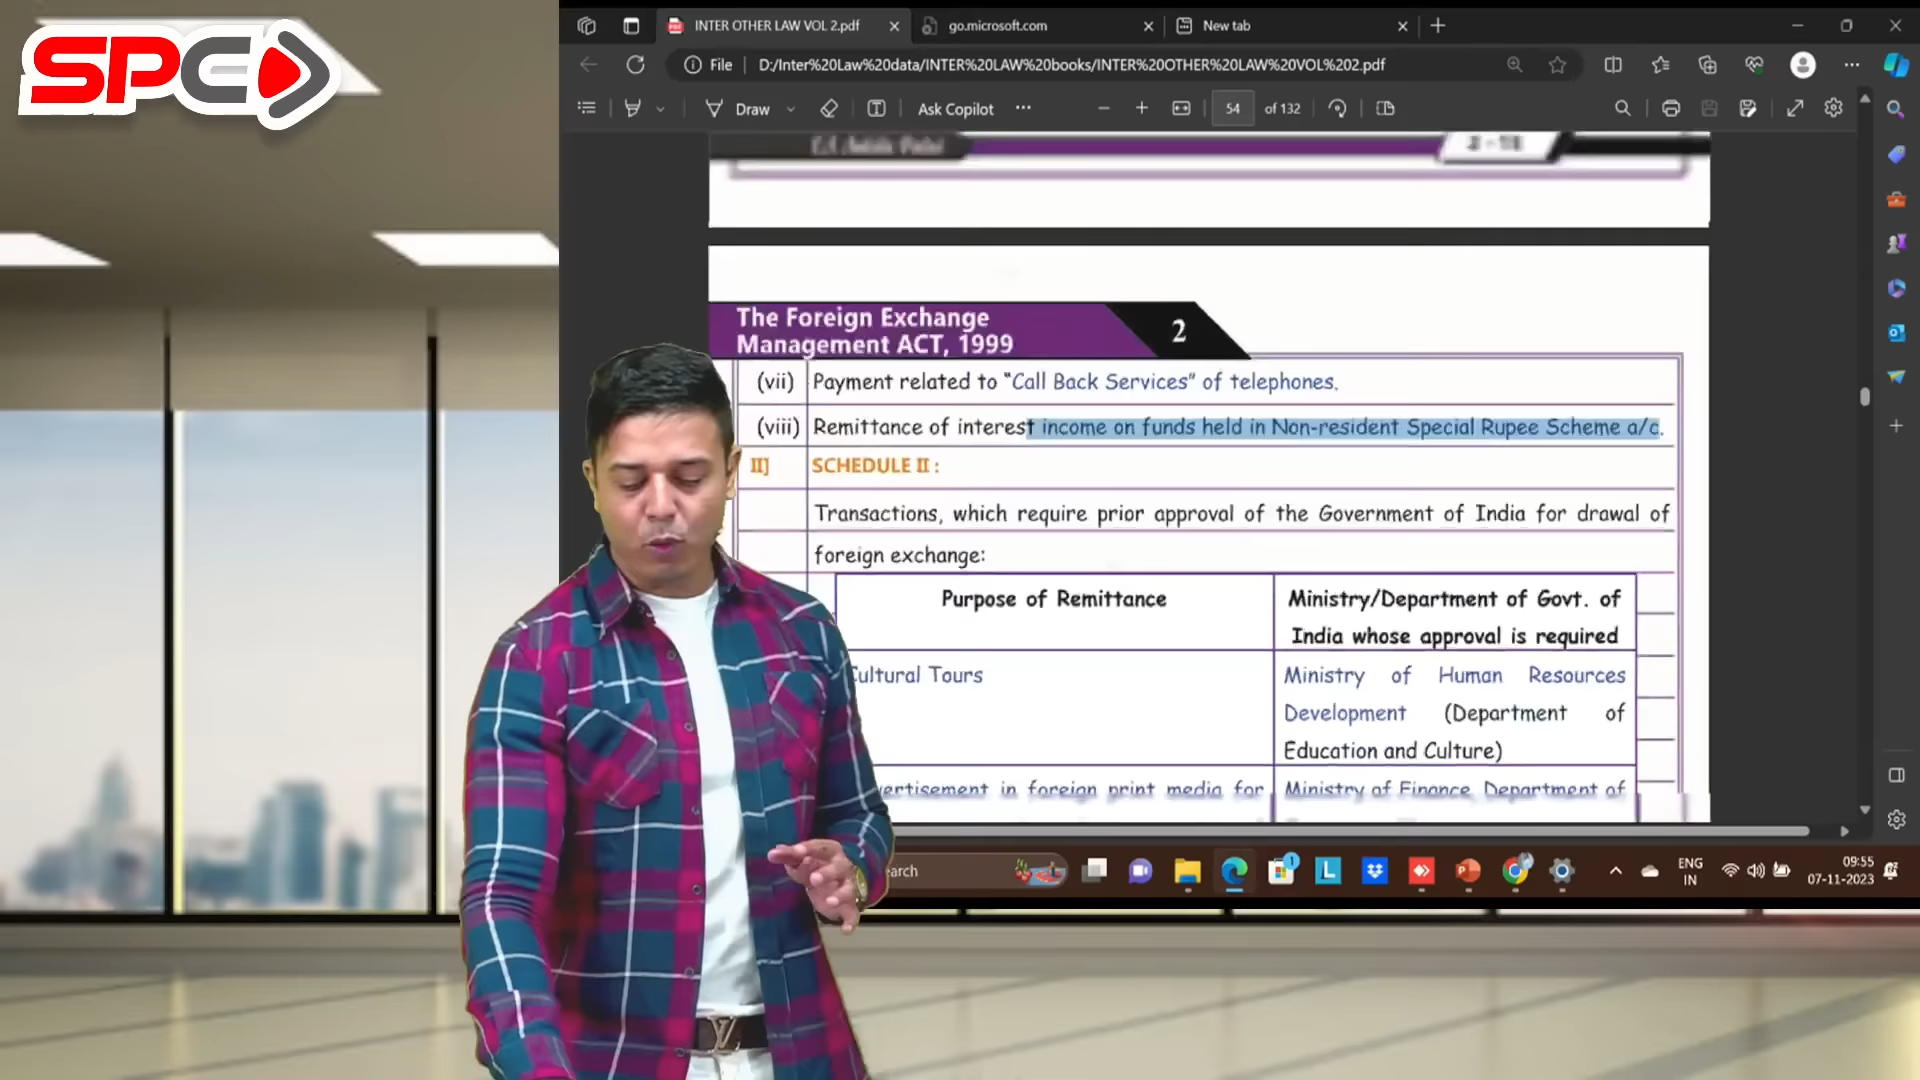 SPED
INTER OTHER LAW VOL 2.pdf
go.microsoft.com
New tab
File
D:/Inter%20Law%20data/INTER%20LAW%20books/INTER%20OTHER%20LAW%20VOL%202.pdf
Draw
Ask Copilot
54
of 132
The Foreign Exchange
Management ACT, 1999
2
(vii) Payment related to “Call Back Services” of telephones.
(viii) Remittance of interest income on funds held in Non-resident Special Rupee Scheme a/c.
II] SCHEDULE II :
Transactions, which require prior approval of the Government of India for drawal of
foreign exchange:
Purpose of Remittance
Ministry/Department of Govt. of
India whose approval is required
Cultural Tours
Ministry of Human Resources
Development (Department of
Education and Culture)
in foreign print media for
Ministry of Finance, Department of
1
ENG
IN
09:55
07-11-2023